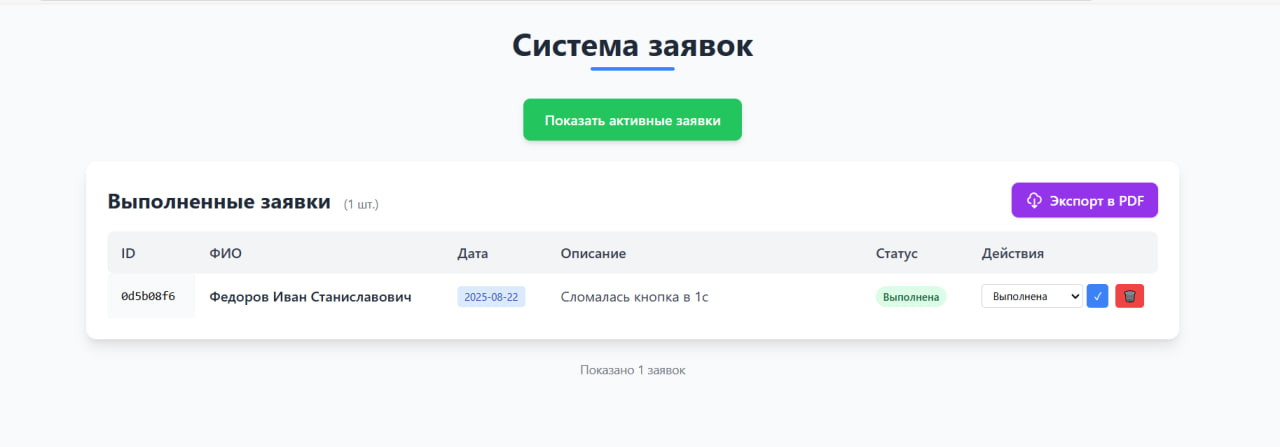 Система заявок
Показать активные заявки
Выполненные заявки (1 шт.)
Экспорт в PDF
ID ФИО Дата Описание Статус Действия
0d5b08f6 Федоров Иван Станиславович 2025-08-22 Сломалась кнопка в 1с Выполнена Выполнена
Показано 1 заявок